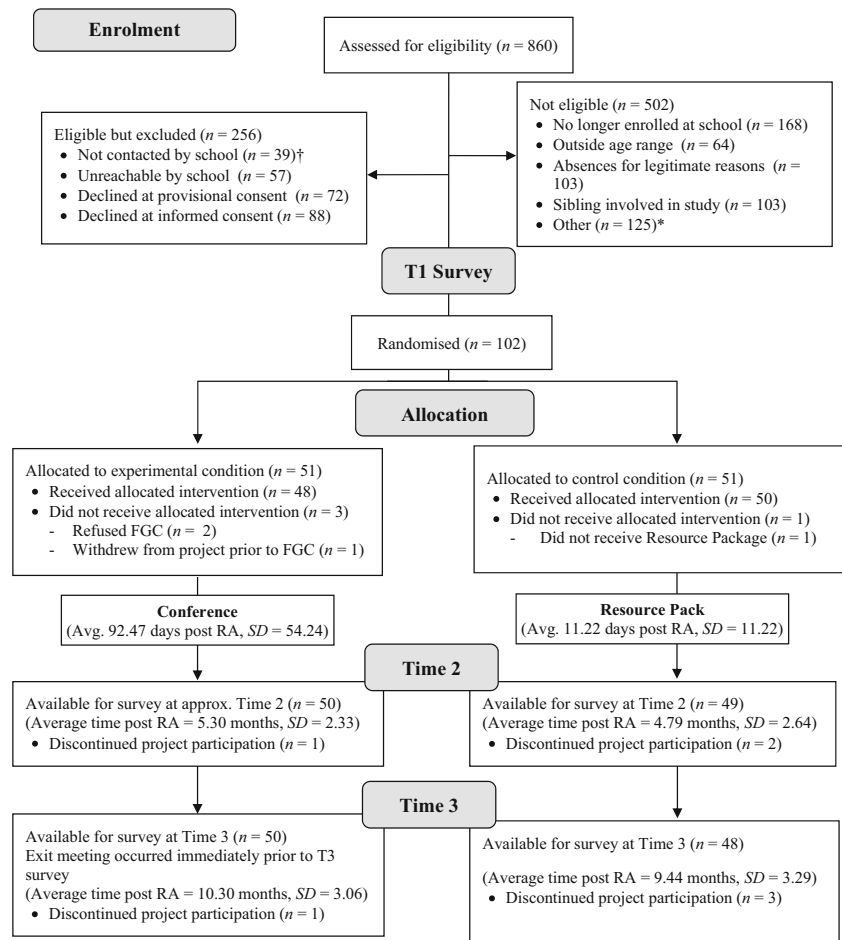 Enrolment
Assessed for eligibility (n = 860)
Not eligible (n = 502)
• No longer enrolled at school (n = 168)
• Outside age range (n = 64)
• Absences for legitimate reasons (n =
103)
• Sibling involved in study (n = 103)
• Other (n = 125)*
Eligible but excluded (n = 256)
• Not contacted by school (n = 39)†
• Unreachable by school (n = 57)
• Declined at provisional consent (n = 72)
• Declined at informed consent (n = 88)
T1 Survey
Randomised (n = 102)
Allocation
Allocated to experimental condition (n = 51)
• Received allocated intervention (n = 48)
• Did not receive allocated intervention (n = 3)
- Refused FGC (n = 2)
- Withdrew from project prior to FGC (n = 1)
Allocated to control condition (n = 51)
• Received allocated intervention (n = 50)
• Did not receive allocated intervention (n = 1)
- Did not receive Resource Package (n = 1)
Conference
(Avg. 92.47 days post RA, SD = 54.24)
Resource Pack
(Avg. 11.22 days post RA, SD = 11.22)
Time 2
Available for survey at approx. Time 2 (n = 50)
(Average time post RA = 5.30 months, SD = 2.33)
• Discontinued project participation (n = 1)
Available for survey at Time 2 (n = 49)
(Average time post RA = 4.79 months, SD = 2.64)
• Discontinued project participation (n = 2)
Time 3
Available for survey at Time 3 (n = 50)
Exit meeting occurred immediately prior to T3
survey
(Average time post RA = 10.30 months, SD = 3.06)
• Discontinued project participation (n = 1)
Available for survey at Time 3 (n = 48)
(Average time post RA = 9.44 months, SD = 3.29)
• Discontinued project participation (n = 3)